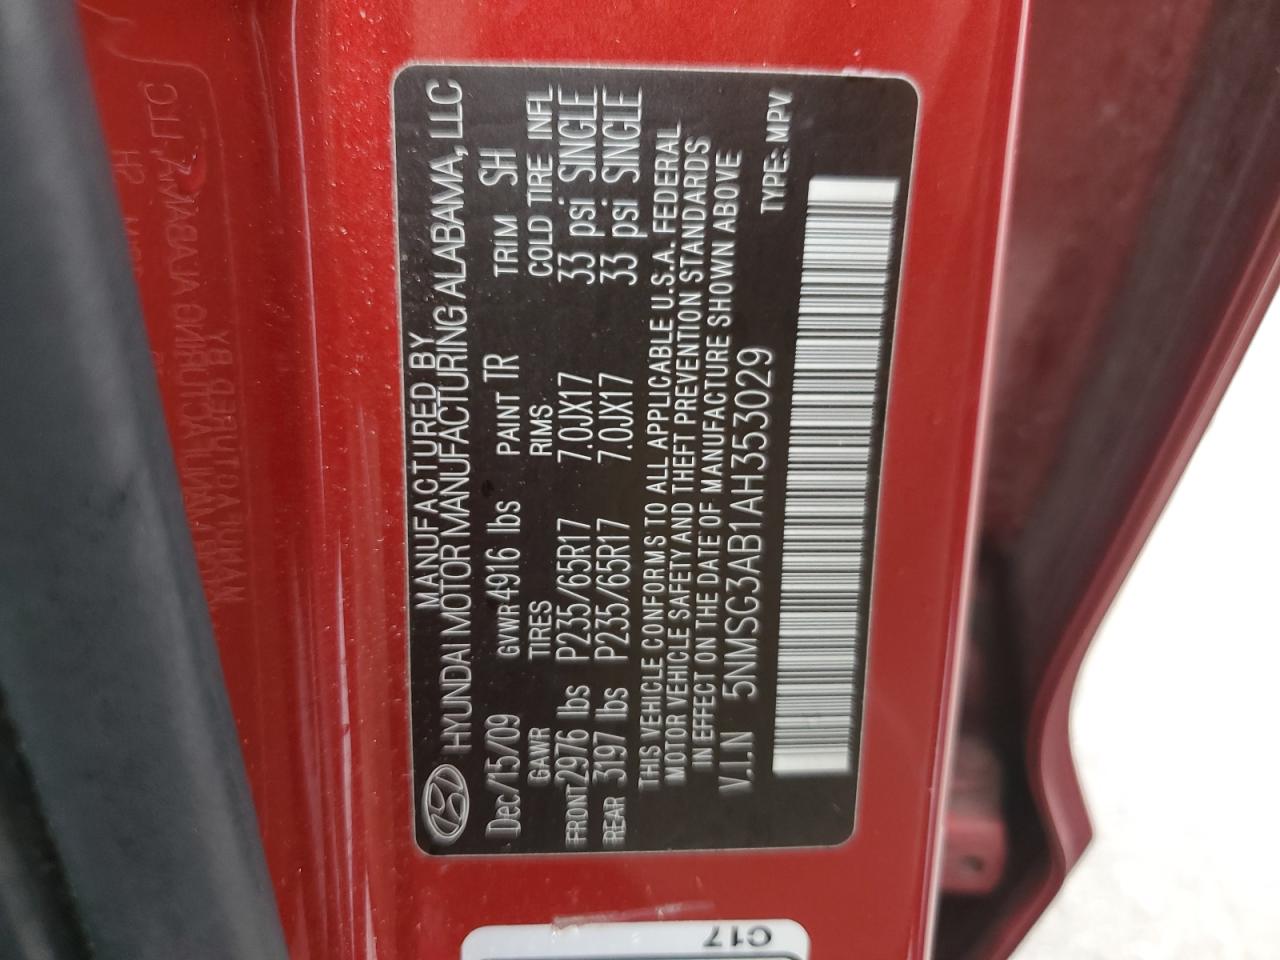 MANUFACTURED BY
HYUNDAI MOTOR MANUFACTURING ALABAMA, LLC
Dec/15/09 GVWR 4916 lbs PAINT TR TRIM SH
GAWR TIRES RIMS COLD TIRE INFL
FRONT 2976 lbs P235/65R17 7.0JX17 33 psi SINGLE
REAR 3197 lbs P235/65R17 7.0JX17 33 psi SINGLE
THIS VEHICLE CONFORMS TO ALL APPLICABLE U.S.A. FEDERAL
MOTOR VEHICLE SAFETY AND THEFT PREVENTION STANDARDS
IN EFFECT ON THE DATE OF MANUFACTURE SHOWN ABOVE
V.I.N 5NMSG3AB1AH353029
TYPE: MPV
C17